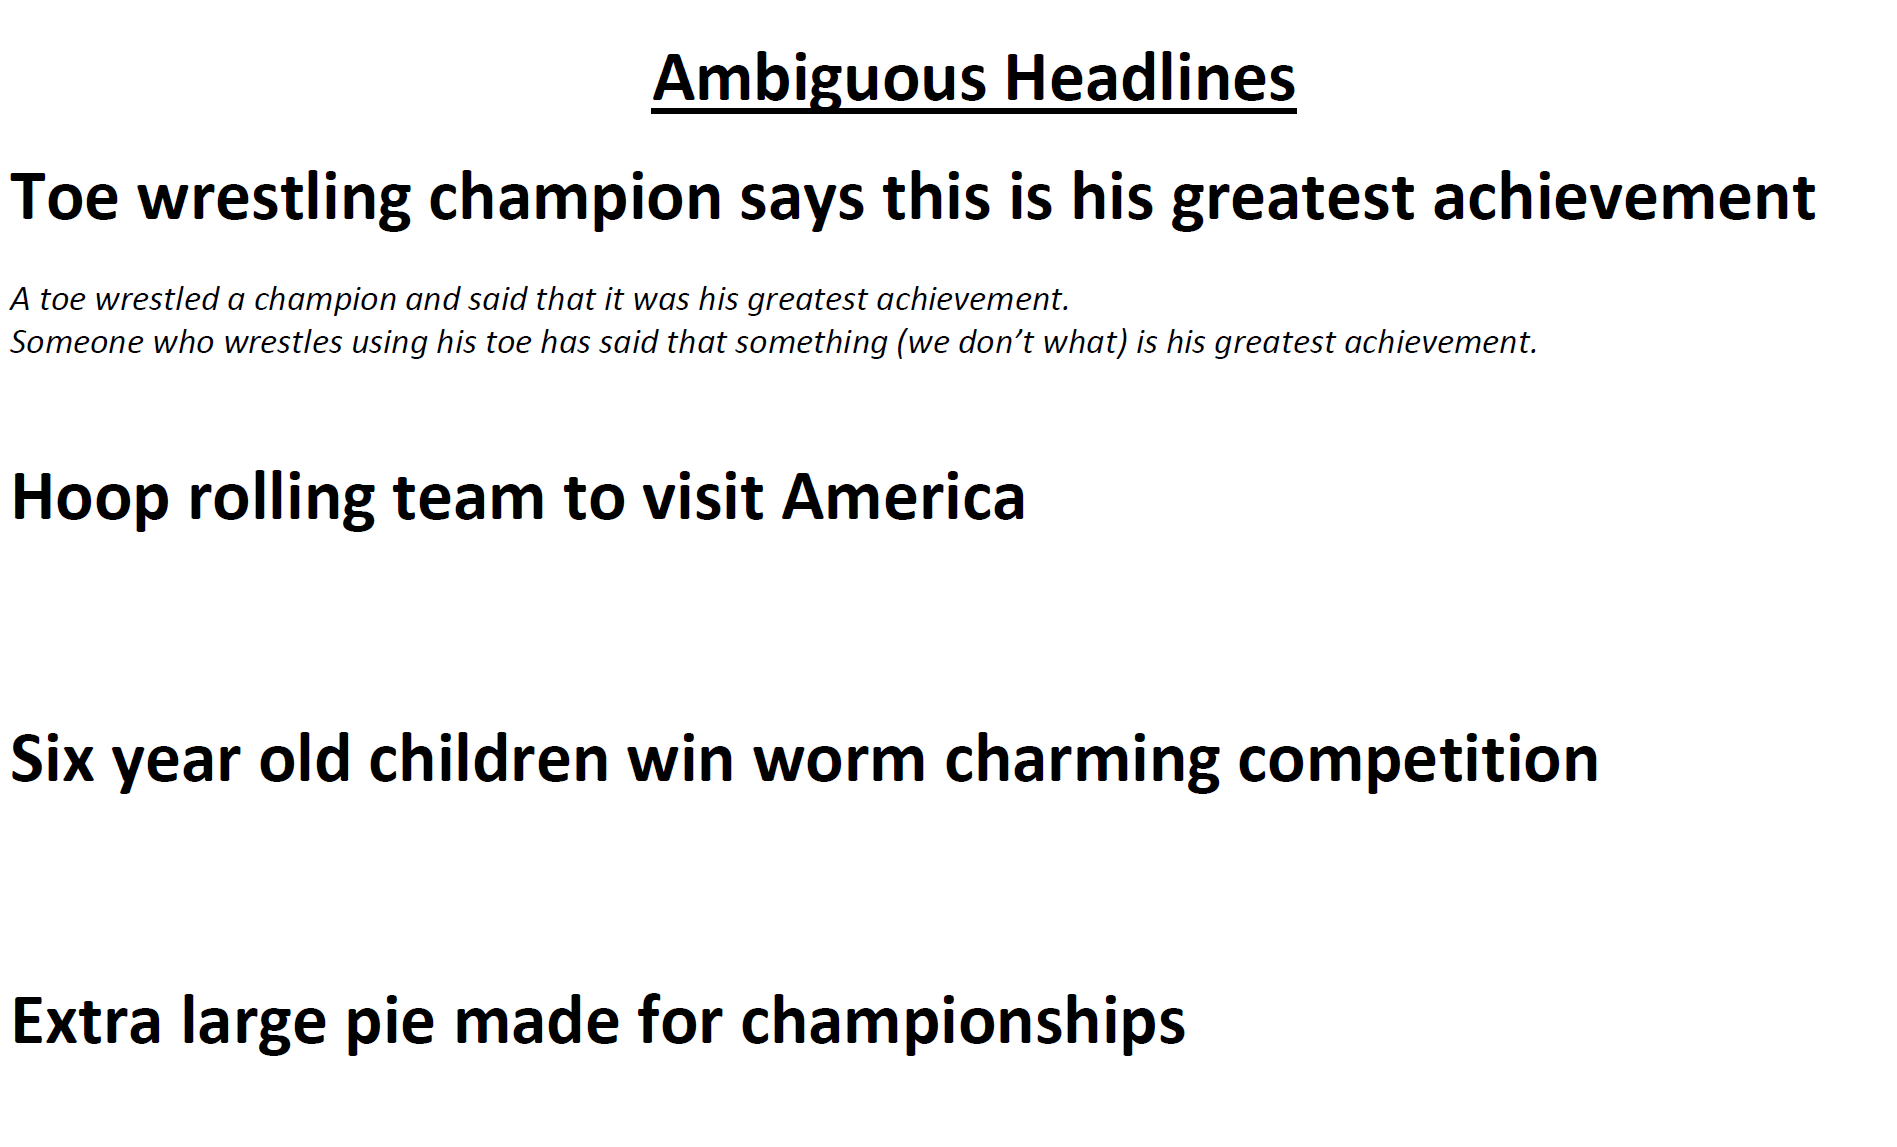 Ambiguous Headlines
Toe wrestling champion says this is his greatest achievement
A toe wrestled a champion and said that it was his greatest achievement.
Someone who wrestles using his toe has said that something (we don’t what) is his greatest achievement.
Hoop rolling team to visit America
Six year old children win worm charming competition
Extra large pie made for championships